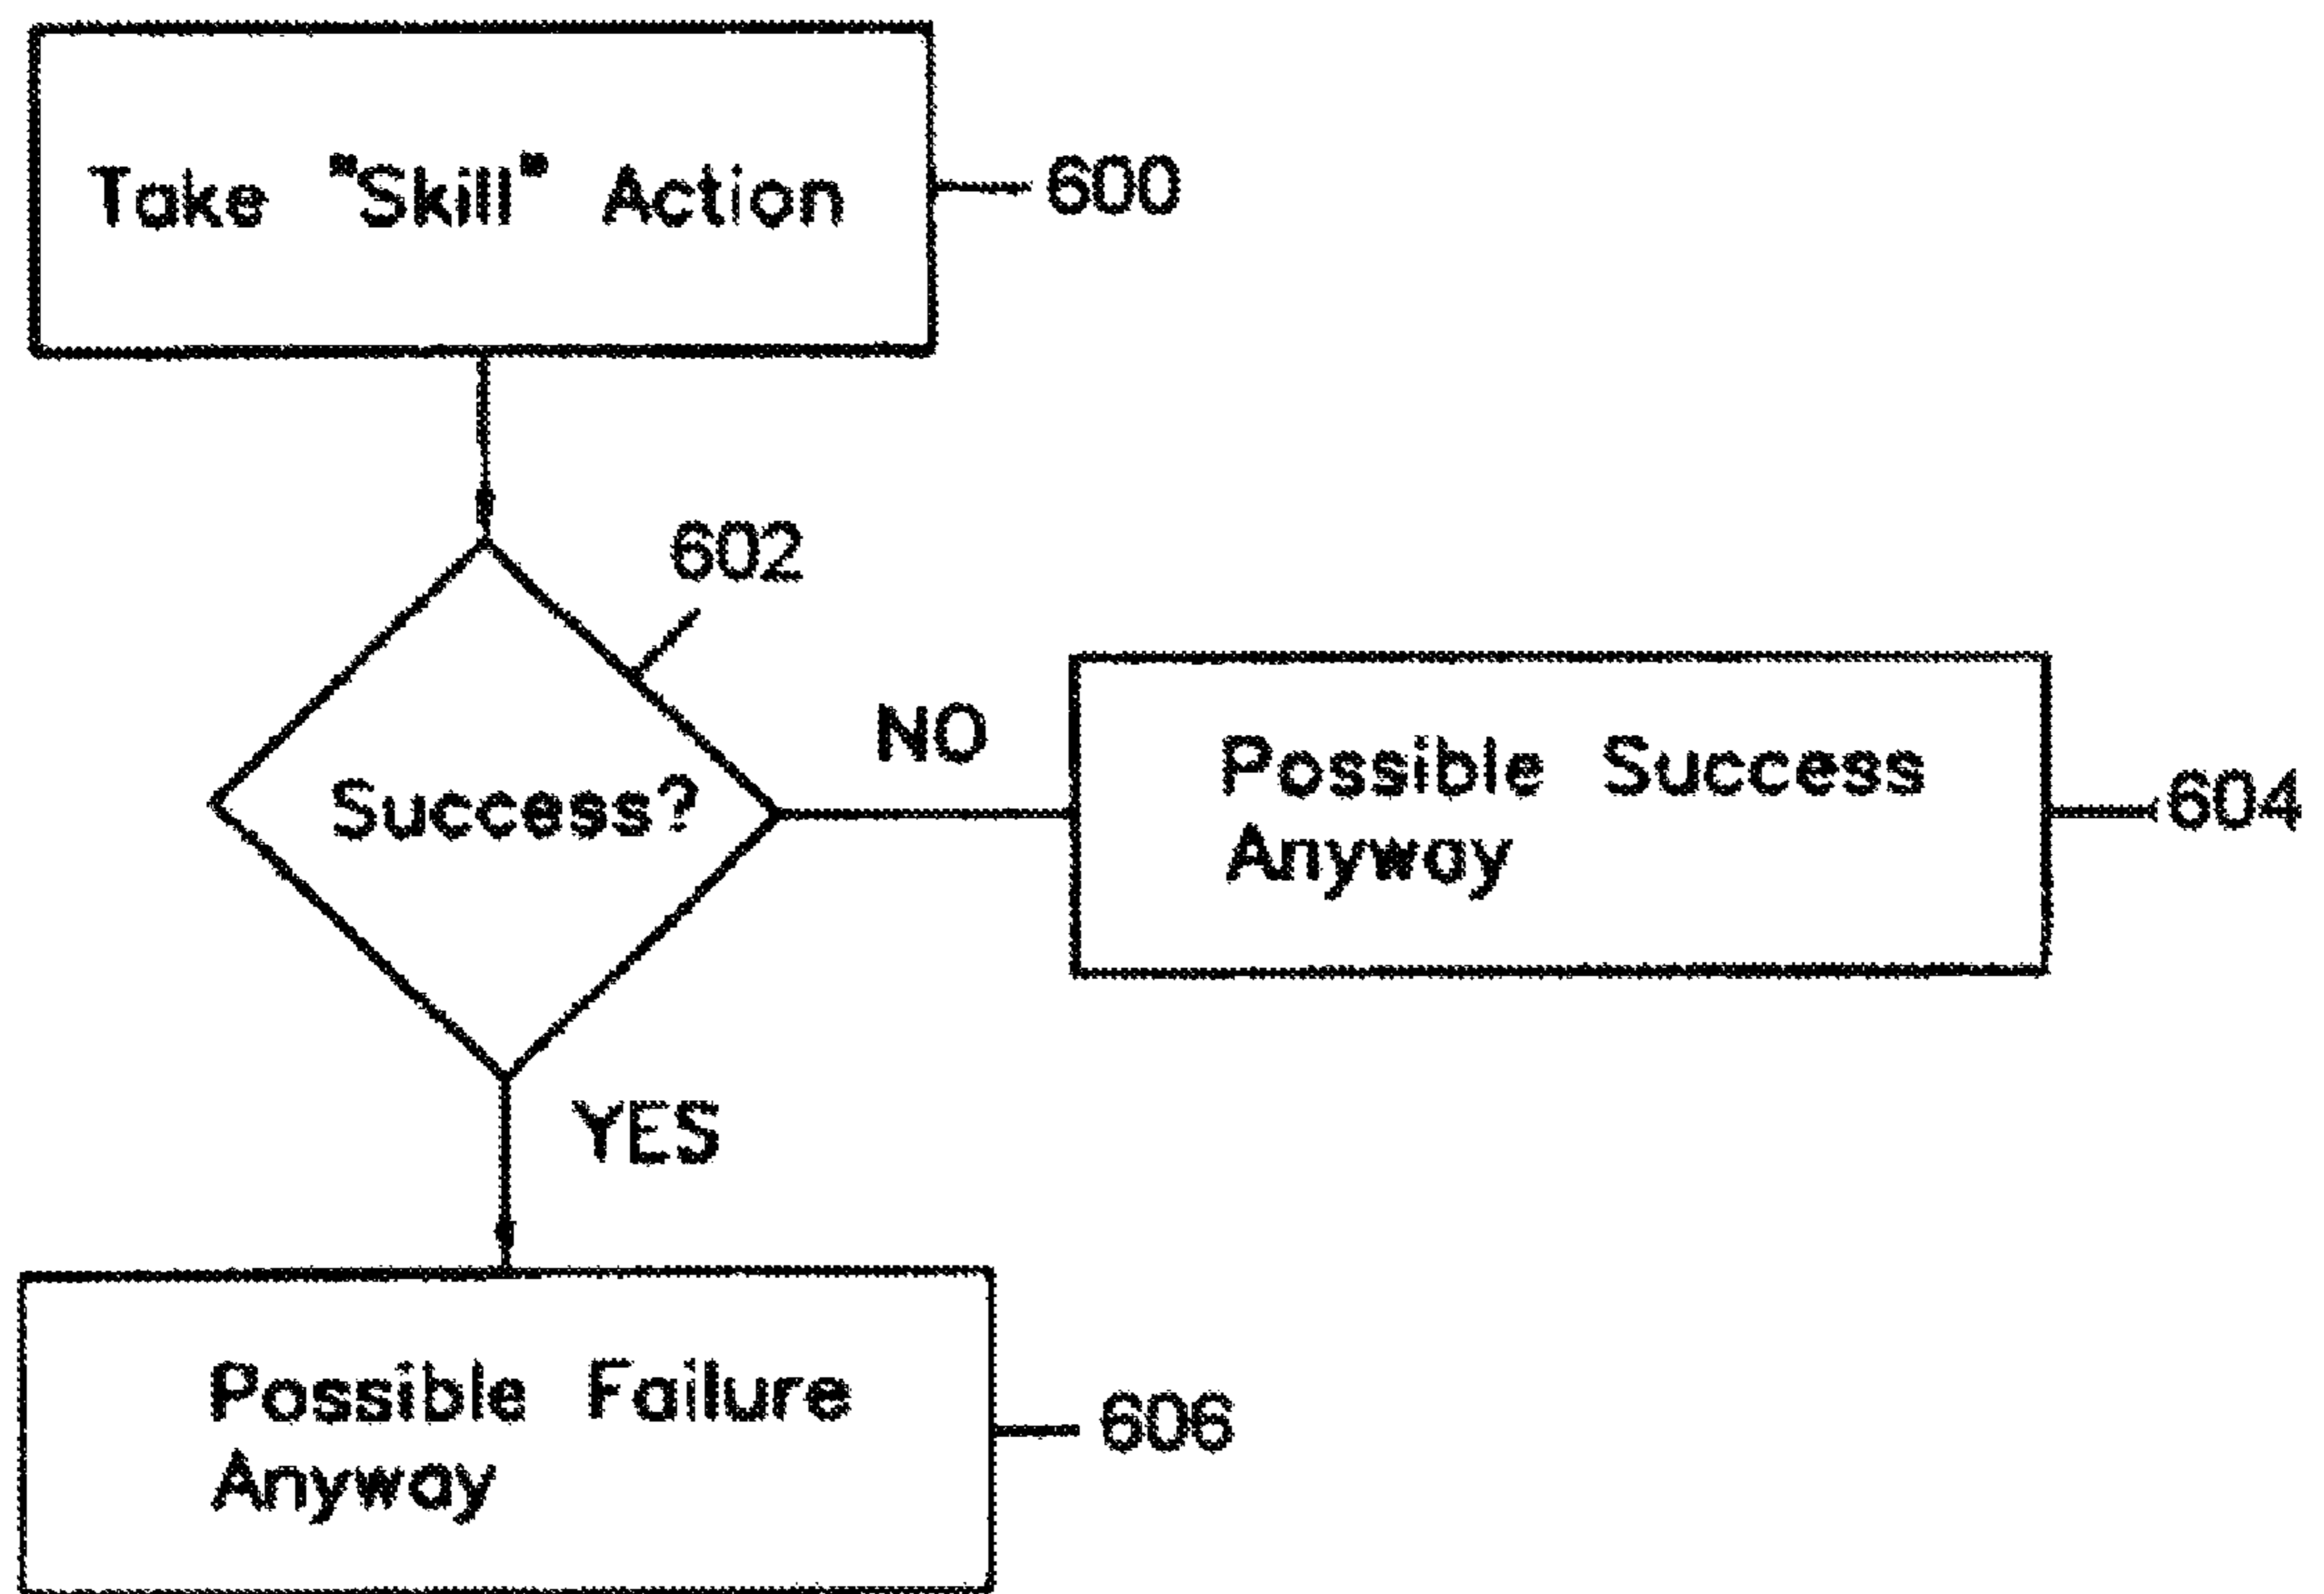 Take "Skill" Action
600
602
Success?
NO
Possible Success
Anyway
604
YES
Possible Failure
Anyway
606